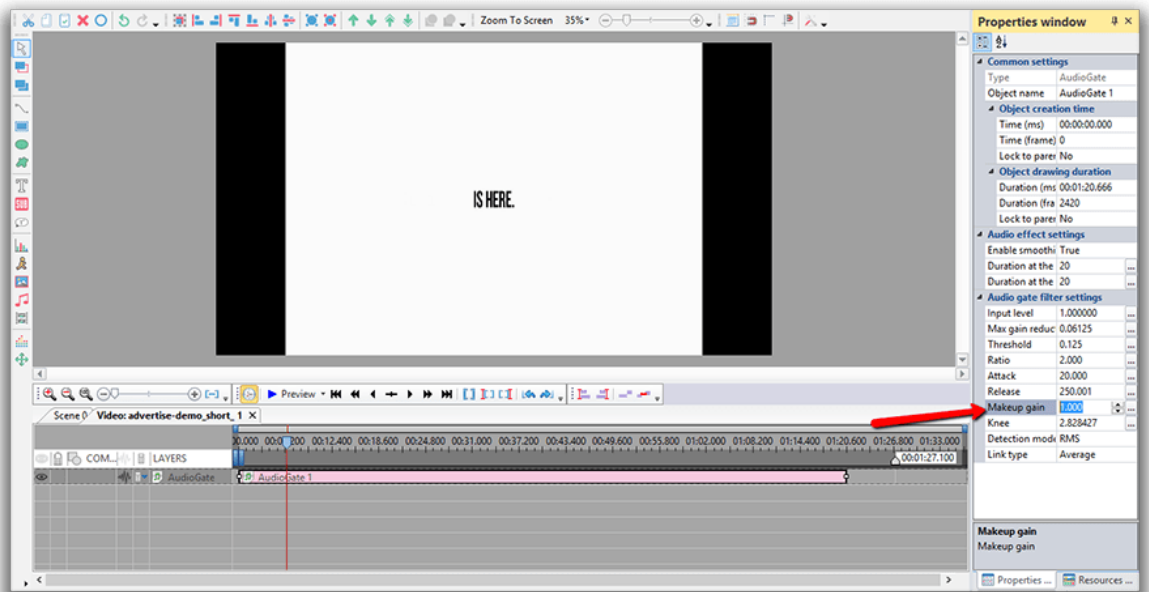 Zoom To Screen 35%
Properties window
Common settings
Type AudioGate
Object name AudioGate 1
Object creation time
Time (ms) 00:00:00.000
Time (frame) 0
Lock to parer No
Object drawing duration
Duration (ms 00:01:20.666
Duration (fra 2420
Lock to parer No
Audio effect settings
Enable smoothi True
Duration at the 20 ...
Duration at the 20 ...
Audio gate filter settings
Input level 1.000000 ...
Max gain reduc 0.06125 ...
Threshold 0.125 ...
Ratio 2.000 ...
Attack 20.000 ...
Release 250.001 ...
Makeup gain 1.000 ...
Knee 2.828427 ...
Detection mode RMS
Link type Average
Makeup gain
Makeup gain
Properties ... Resources ...
IS HERE.
T
SUB
Preview
Scene 0 Video: advertise-demo_short_ 1 ×
00:12.400 00:18.600 00:24.800 00:31.000 00:37.200 00:43.400 00:49.600 00:55.800 01:02.000 01:08.200 01:14.400 01:20.600 01:26.800 01:33.000
COM... LAYERS 00:01:27.100
AudioGate AudioGate 1